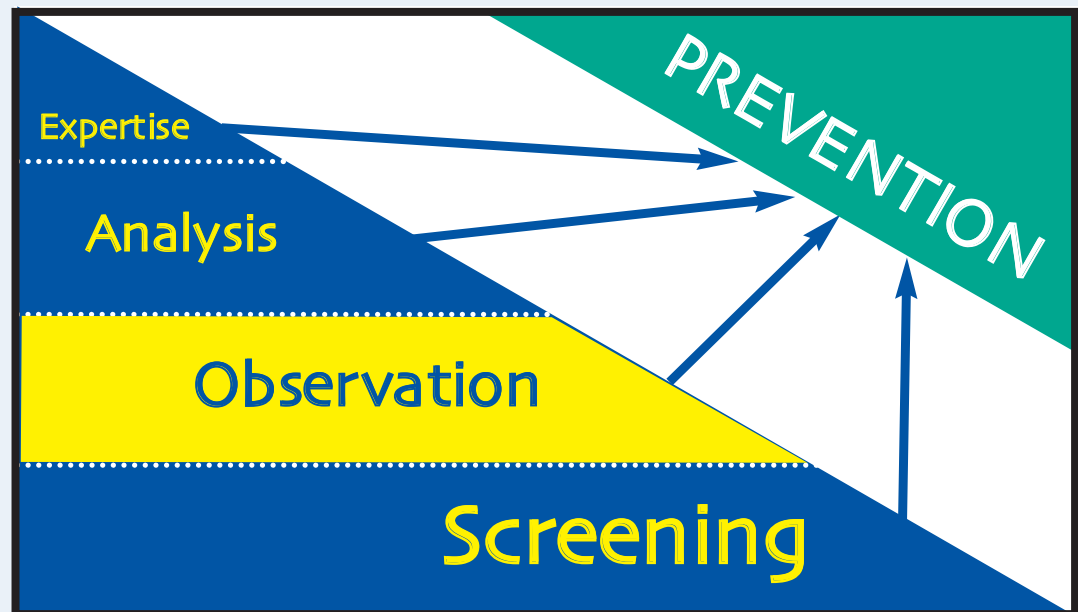 PREVENTION
Expertise
Analysis
Observation
Screening